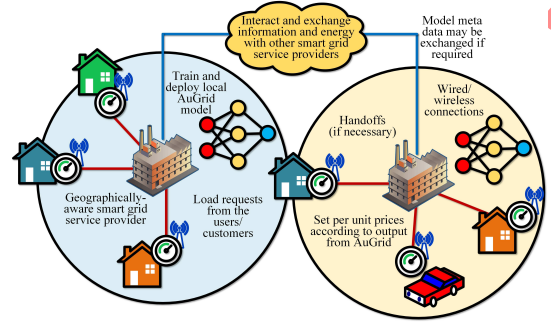 Interact and exchange
information and energy
with other smart grid
service providers
Model meta
data may be
exchanged if
required
Train and
deploy local
AuGrid
model
Wired/
wireless
connections
Handoffs
(if necessary)
Geographically-
aware smart grid
service provider
Load requests
from the
users/
customers
Set per unit prices
according to output
from AuGrid